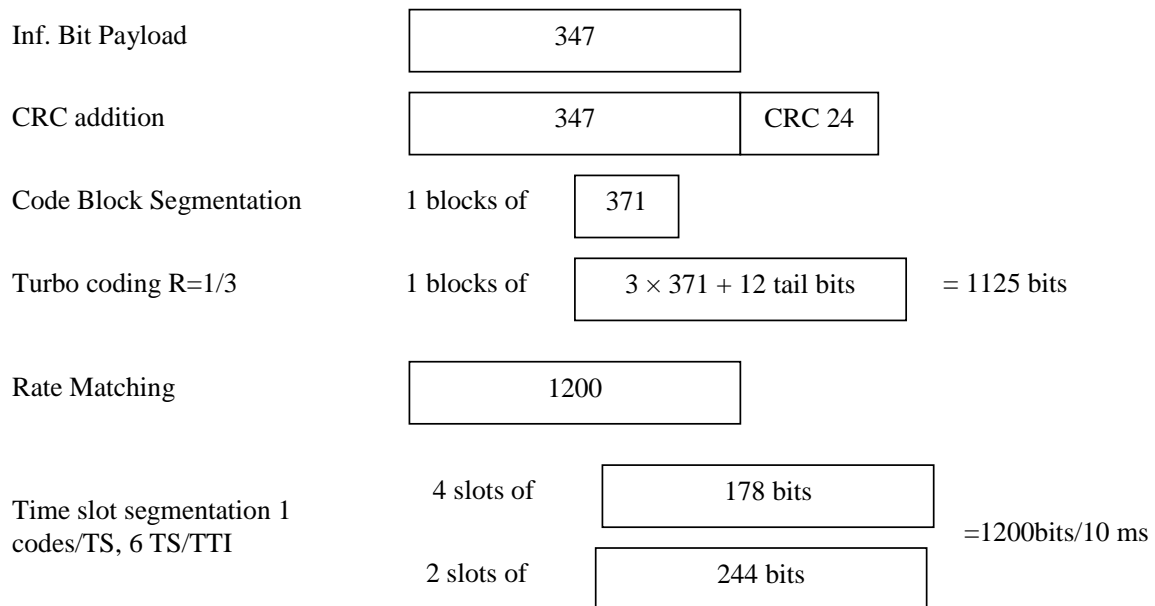 Inf. Bit Payload 347
CRC addition 347 CRC 24
Code Block Segmentation 1 blocks of 371
Turbo coding R=1/3 1 blocks of 3 × 371 + 12 tail bits = 1125 bits
Rate Matching 1200
4 slots of 178 bits
Time slot segmentation 1
codes/TS, 6 TS/TTI =1200bits/10 ms
2 slots of 244 bits